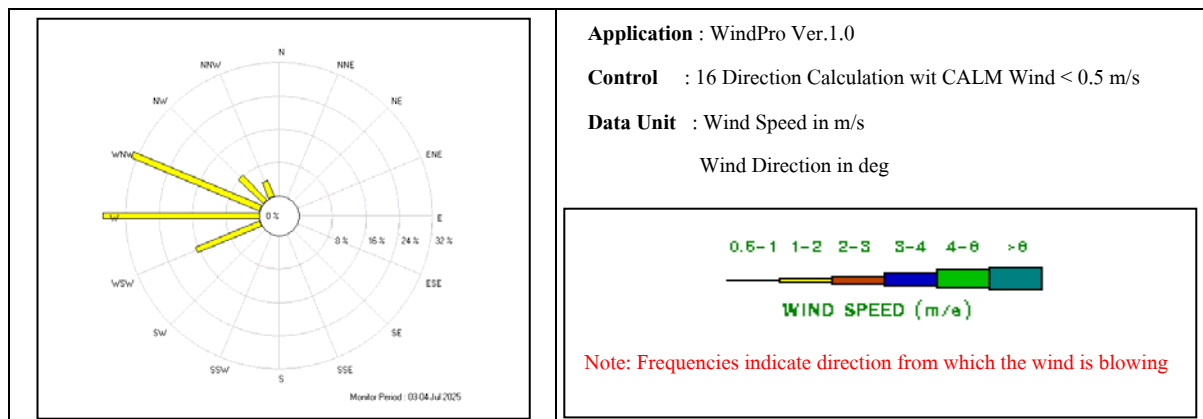 N
NNW
NNE
NW
NE
WNW
ENE
W
0 %
E
8 %
16 %
24 %
32 %
WSW
ESE
SW
SE
SSW
SSE
S
Monitor Period : 03-04 Jul 2025
Application : WindPro Ver.1.0
Control : 16 Direction Calculation wit CALM Wind < 0.5 m/s
Data Unit : Wind Speed in m/s
Wind Direction in deg
0.5-1 1-2 2-3 3-4 4-6 >6
WIND SPEED (m/s)
Note: Frequencies indicate direction from which the wind is blowing